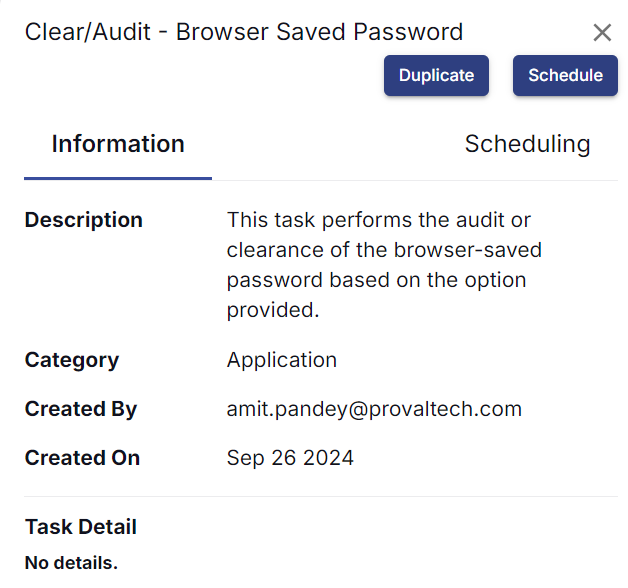 Clear/Audit - Browser Saved Password
Duplicate
Schedule
Information
Scheduling
Description
This task performs the audit or
clearance of the browser-saved
password based on the option
provided.
Category
Application
Created By
amit.pandey@provaltech.com
Created On
Sep 26 2024
Task Detail
No details.